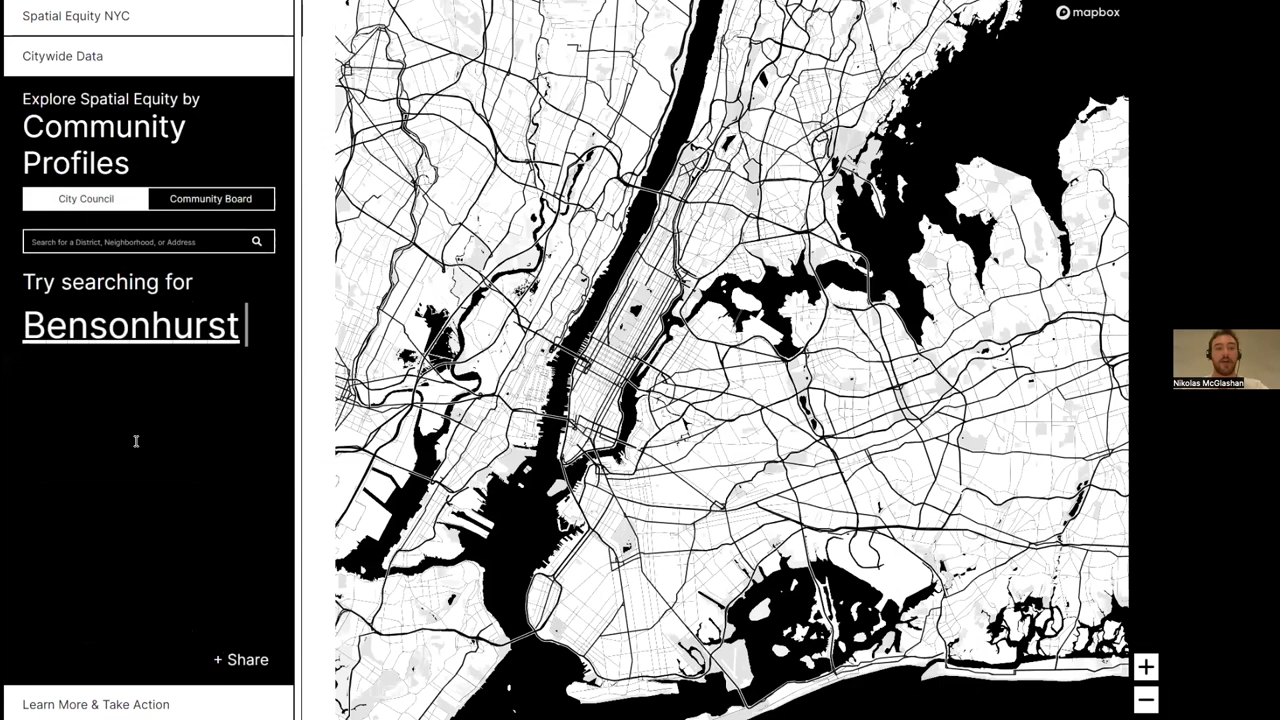 Spatial Equity NYC
Citywide Data
Explore Spatial Equity by
Community
Profiles
City Council
Community Board
Search for a District, Neighborhood, or Address
Try searching for
Bensonhurst
+ Share
Learn More & Take Action
mapbox
Nikolas McGlashan
+
−